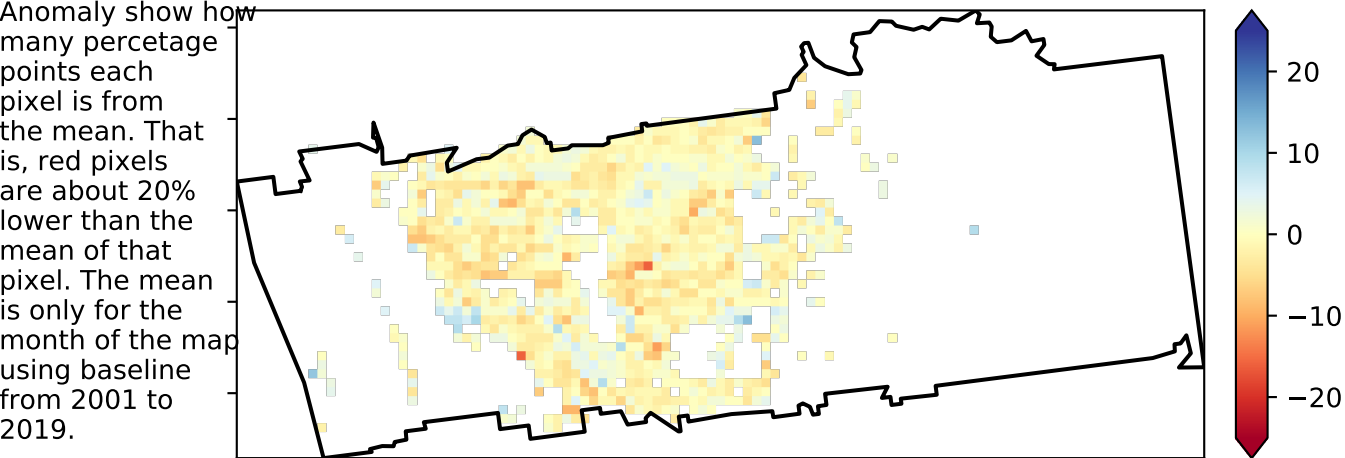 Anomaly show how
many percetage
points each
pixel is from
the mean. That
is, red pixels
are about 20%
lower than the
mean of that
pixel. The mean
is only for the
month of the map
using baseline
from 2001 to
2019.
20
10
0
−10
−20